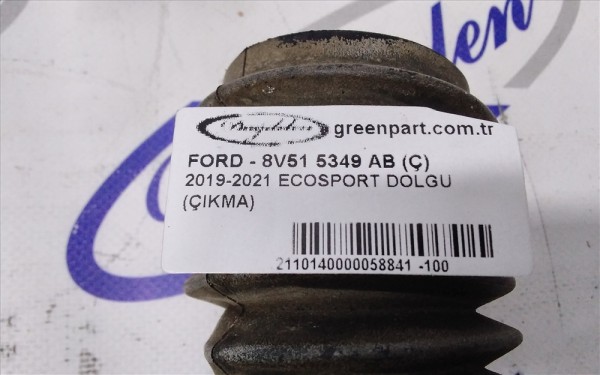 greenpart.com.tr
FORD - 8V51 5349 AB (Ç)
2019-2021 ECOSPORT DOLGU
(ÇIKMA)
2110140000058841 -100